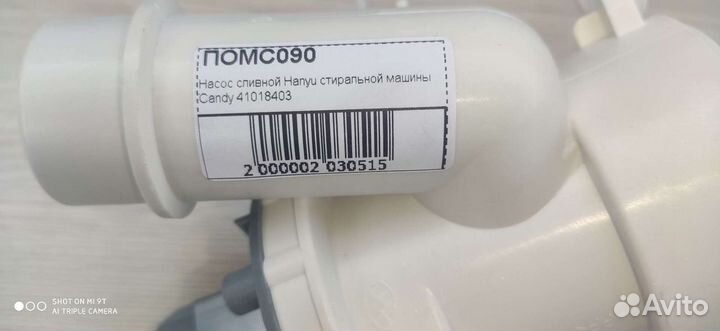 ПОМС090
Насос сливной Hanyu стиральной машины
Candy 41018403
2 000002 030515
SHOT ON MI 9T
AI TRIPLE CAMERA
Avito